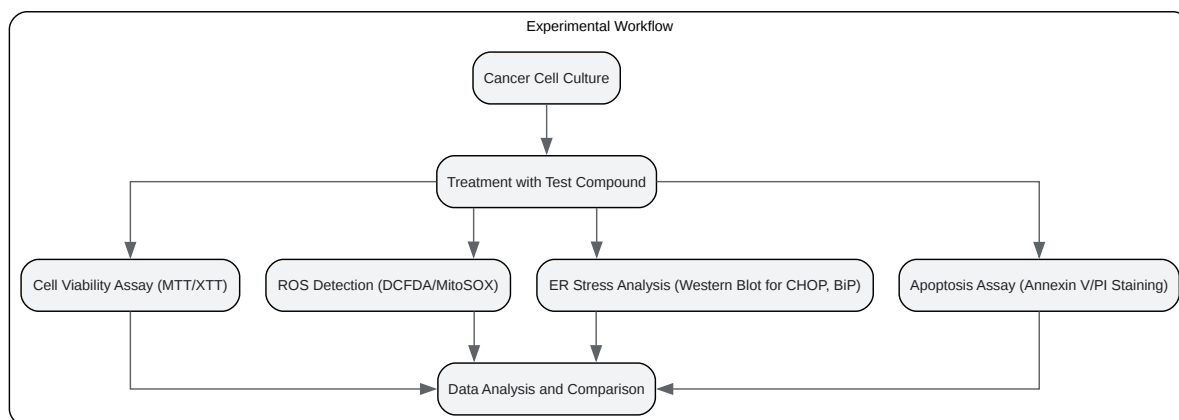 Experimental Workflow
Cancer Cell Culture
Treatment with Test Compound
Cell Viability Assay (MTT/XTT)
ROS Detection (DCFDA/MitoSOX)
ER Stress Analysis (Western Blot for CHOP, BiP)
Apoptosis Assay (Annexin V/PI Staining)
Data Analysis and Comparison